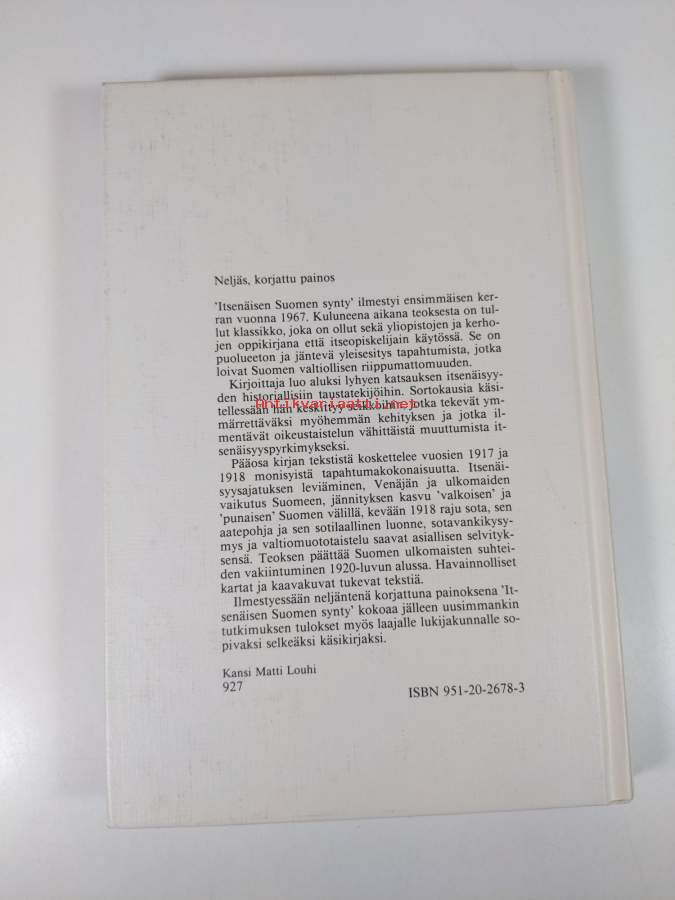 Neljäs, korjattu painos
'Itsenäisen Suomen synty' ilmestyi ensimmäisen ker-
ran vuonna 1967. Kuluneena aikana teoksesta on tul-
lut klassikko, joka on ollut sekä yliopistojen ja kerho-
jen oppikirjana että itseopiskelijain käytössä. Se on
puolueeton ja jäntevä yleisesitys tapahtumista, jotka
loivat Suomen valtiollisen riippumattomuuden.
Kirjoittaja luo aluksi lyhyen katsauksen itsenäisyy-
den historiallisiin taustatekijöihin. Sortokausia käsi-
antikvariaatti.net
tellessään hän keskittyy seikkoihin, jotka tekevät ym-
märrettäväksi myöhemmän kehityksen ja jotka il-
mentävät oikeustaistelun vähittäistä muuttumista it-
senäisyyspyrkimykseksi.
Pääosa kirjan tekstistä koskettelee vuosien 1917 ja
1918 monisyistä tapahtumakokonaisuutta. Itsenäi-
syysajatuksen leviäminen, Venäjän ja ulkomaiden
vaikutus Suomeen, jännityksen kasvu 'valkoisen' ja
'punaisen' Suomen välillä, kevään 1918 raju sota, sen
aatepohja ja sen sotilaallinen luonne, sotavankikysy-
mys ja valtiomuototaistelu saavat asiallisen selvityk-
sensä. Teoksen päättää Suomen ulkomaisten suhtei-
den vakiintuminen 1920-luvun alussa. Havainnolliset
kartat ja kaavakuvat tukevat tekstiä.
Ilmestyessään neljäntenä korjattuna painoksena 'It-
senäisen Suomen synty' kokoaa jälleen uusimmankin
tutkimuksen tulokset myös laajalle lukijakunnalle so-
pivaksi selkeäksi käsikirjaksi.
Kansi Matti Louhi
927
ISBN 951-20-2678-3